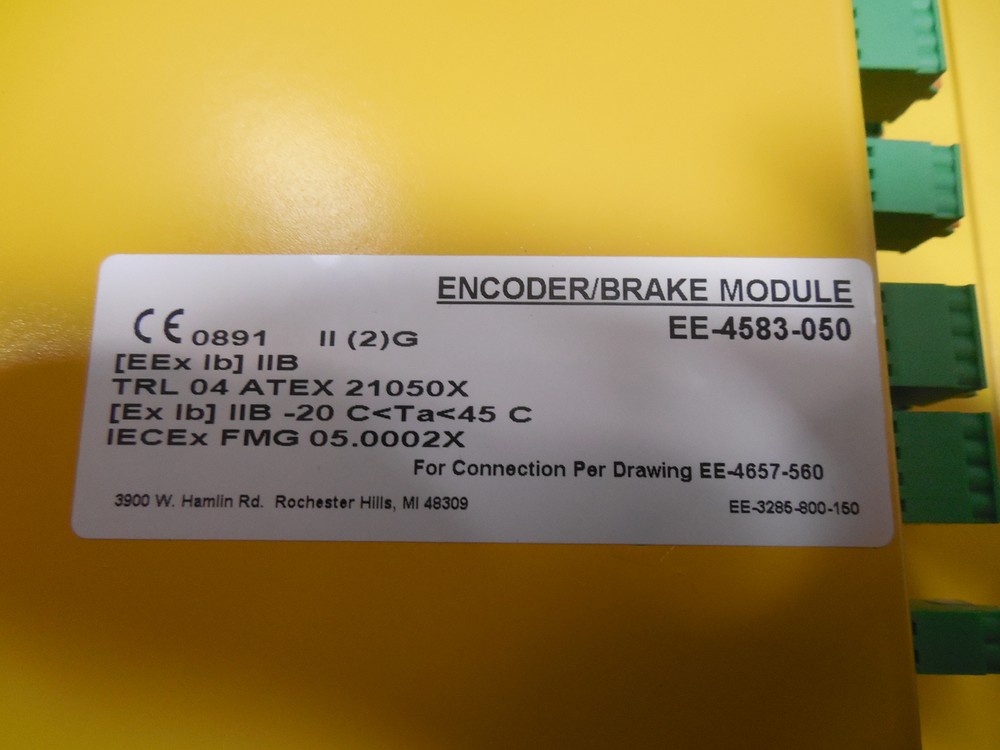 ENCODER/BRAKE MODULE
EE-4583-050
CE 0891 II (2)G
[EEx Ib] IIB
TRL 04 ATEX 21050X
[Ex Ib] IIB -20 C<Ta<45 C
IECEx FMG 05.0002X
For Connection Per Drawing EE-4657-560
3900 W. Hamlin Rd. Rochester Hills, MI 48309
EE-3285-800-150